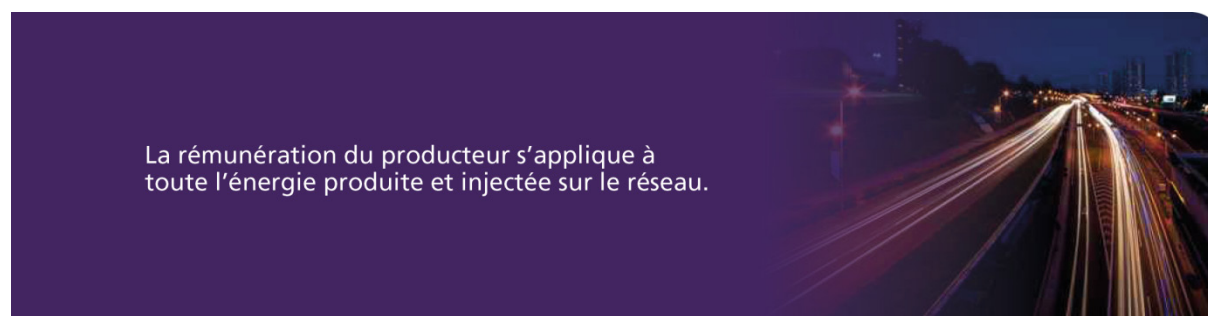 La rémunération du producteur s’applique à
toute l’énergie produite et injectée sur le réseau.